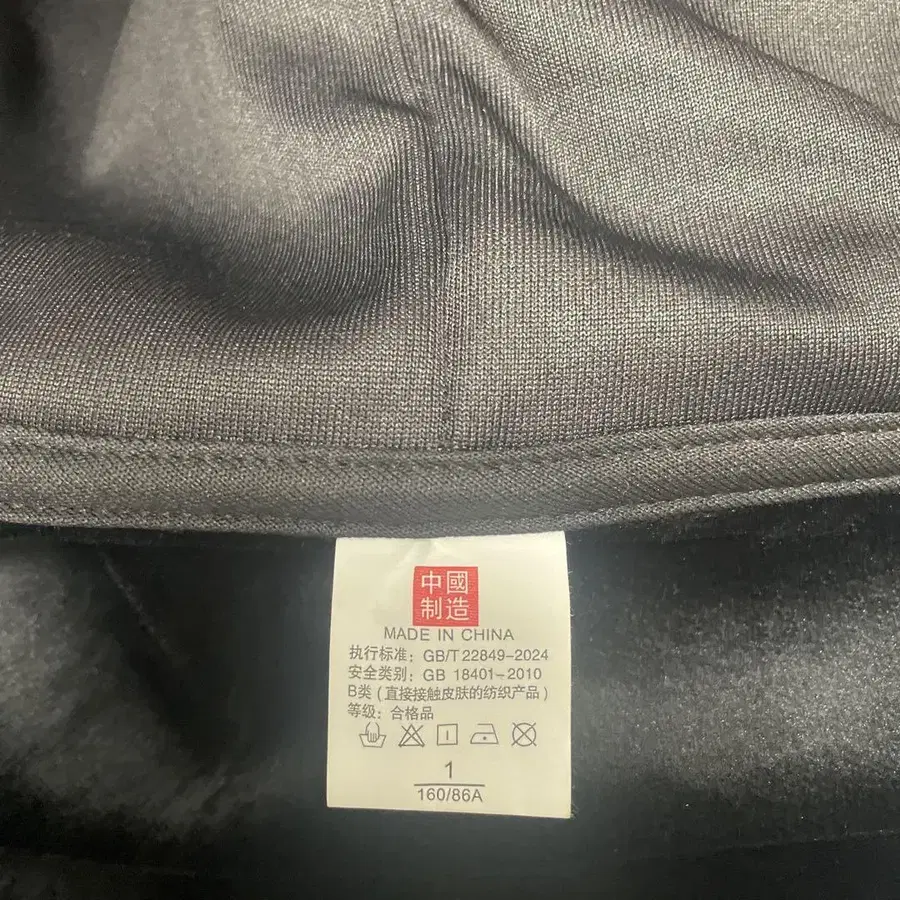 中國
制造
MADE IN CHINA
执行标准：GB/T 22849-2024
安全类别：GB 18401-2010
B类（直接接触皮肤的纺织产品）
等级：合格品
1
160/86A